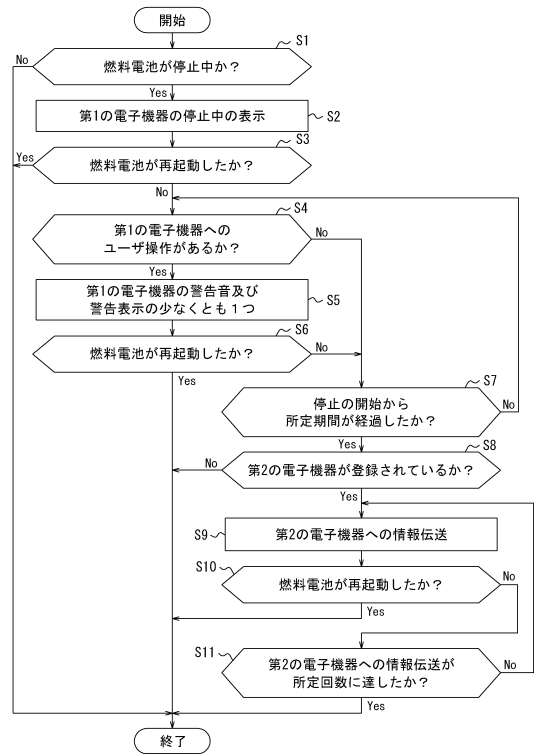 開始
S1
燃料電池が停止中か？
No
Yes
第1の電子機器の停止中の表示
S2
S3
燃料電池が再起動したか？
Yes
No
S4
第1の電子機器への
ユーザ操作があるか？
No
Yes
第1の電子機器の警告音及び
警告表示の少なくとも１つ
S5
S6
燃料電池が再起動したか？
No
Yes
S7
停止の開始から
所定期間が経過したか？
No
Yes
S8
第2の電子機器が登録されているか？
No
Yes
S9
第2の電子機器への情報伝送
S10
燃料電池が再起動したか？
No
Yes
S11
第2の電子機器への情報伝送が
所定回数に達したか？
No
Yes
終了